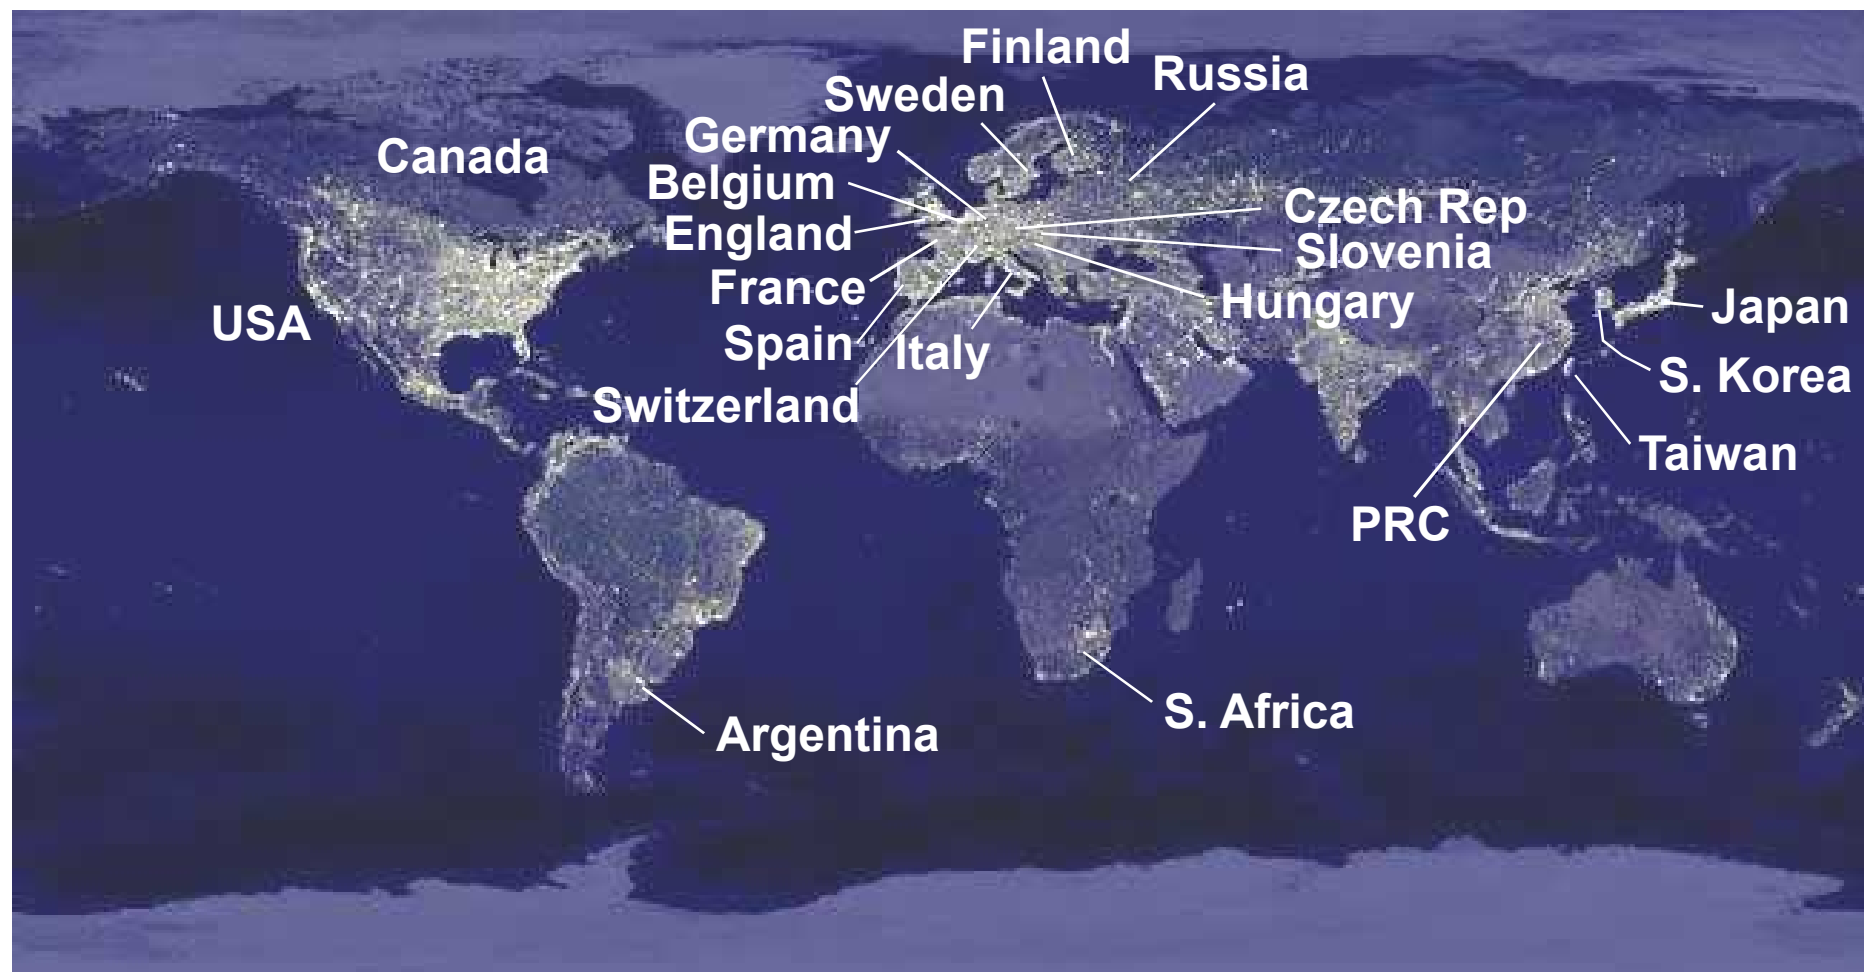 Finland
Russia
Sweden
Germany
Canada
Belgium
Czech Rep
England
Slovenia
France
Hungary
Japan
USA
Spain
Italy
S. Korea
Switzerland
Taiwan
PRC
S. Africa
Argentina